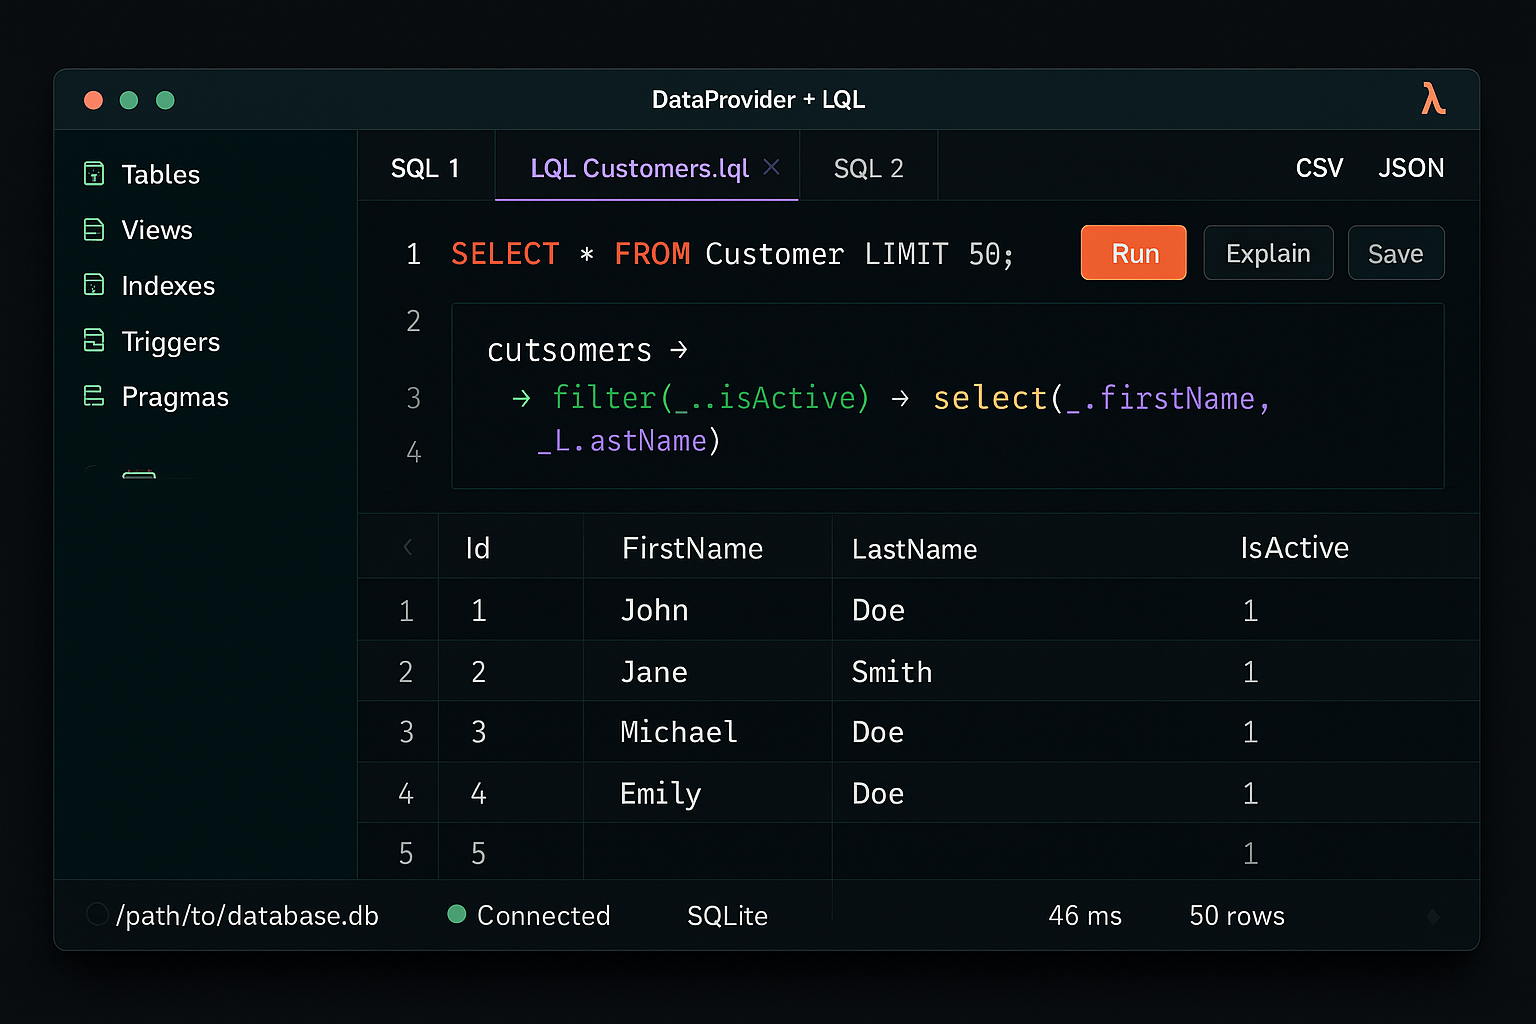 DataProvider + LQL λ
Tables
Views
Indexes
Triggers
Pragmas
SQL 1 LQL Customers.lql × SQL 2 CSV JSON
1 SELECT * FROM Customer LIMIT 50; Run Explain Save
2
cutsomers →
3 → filter(_..isActive) → select(_.firstName,
4 _L.astName)
< Id FirstName LastName IsActive
1 1 John Doe 1
2 2 Jane Smith 1
3 3 Michael Doe 1
4 4 Emily Doe 1
5 5 1
/path/to/database.db Connected SQLite 46 ms 50 rows